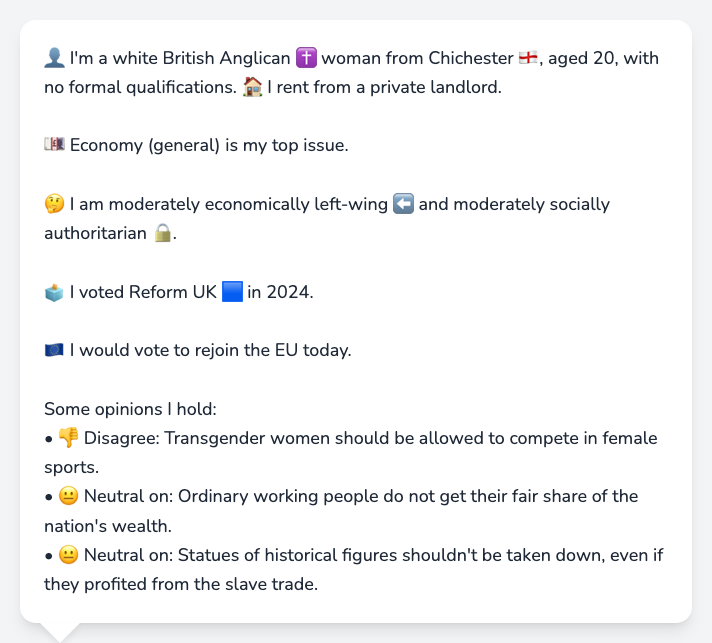 👤 I'm a white British Anglican ✝️ woman from Chichester 🏴󠁧󠁢󠁥󠁮󠁧󠁿, aged 20, with
no formal qualifications. 🏠 I rent from a private landlord.
💷 Economy (general) is my top issue.
🤔 I am moderately economically left-wing ⬅️ and moderately socially
authoritarian 🔒.
🗳️ I voted Reform UK 🟦 in 2024.
🇪🇺 I would vote to rejoin the EU today.
Some opinions I hold:
• 👎 Disagree: Transgender women should be allowed to compete in female
sports.
• 😐 Neutral on: Ordinary working people do not get their fair share of the
nation's wealth.
• 😐 Neutral on: Statues of historical figures shouldn't be taken down, even if
they profited from the slave trade.